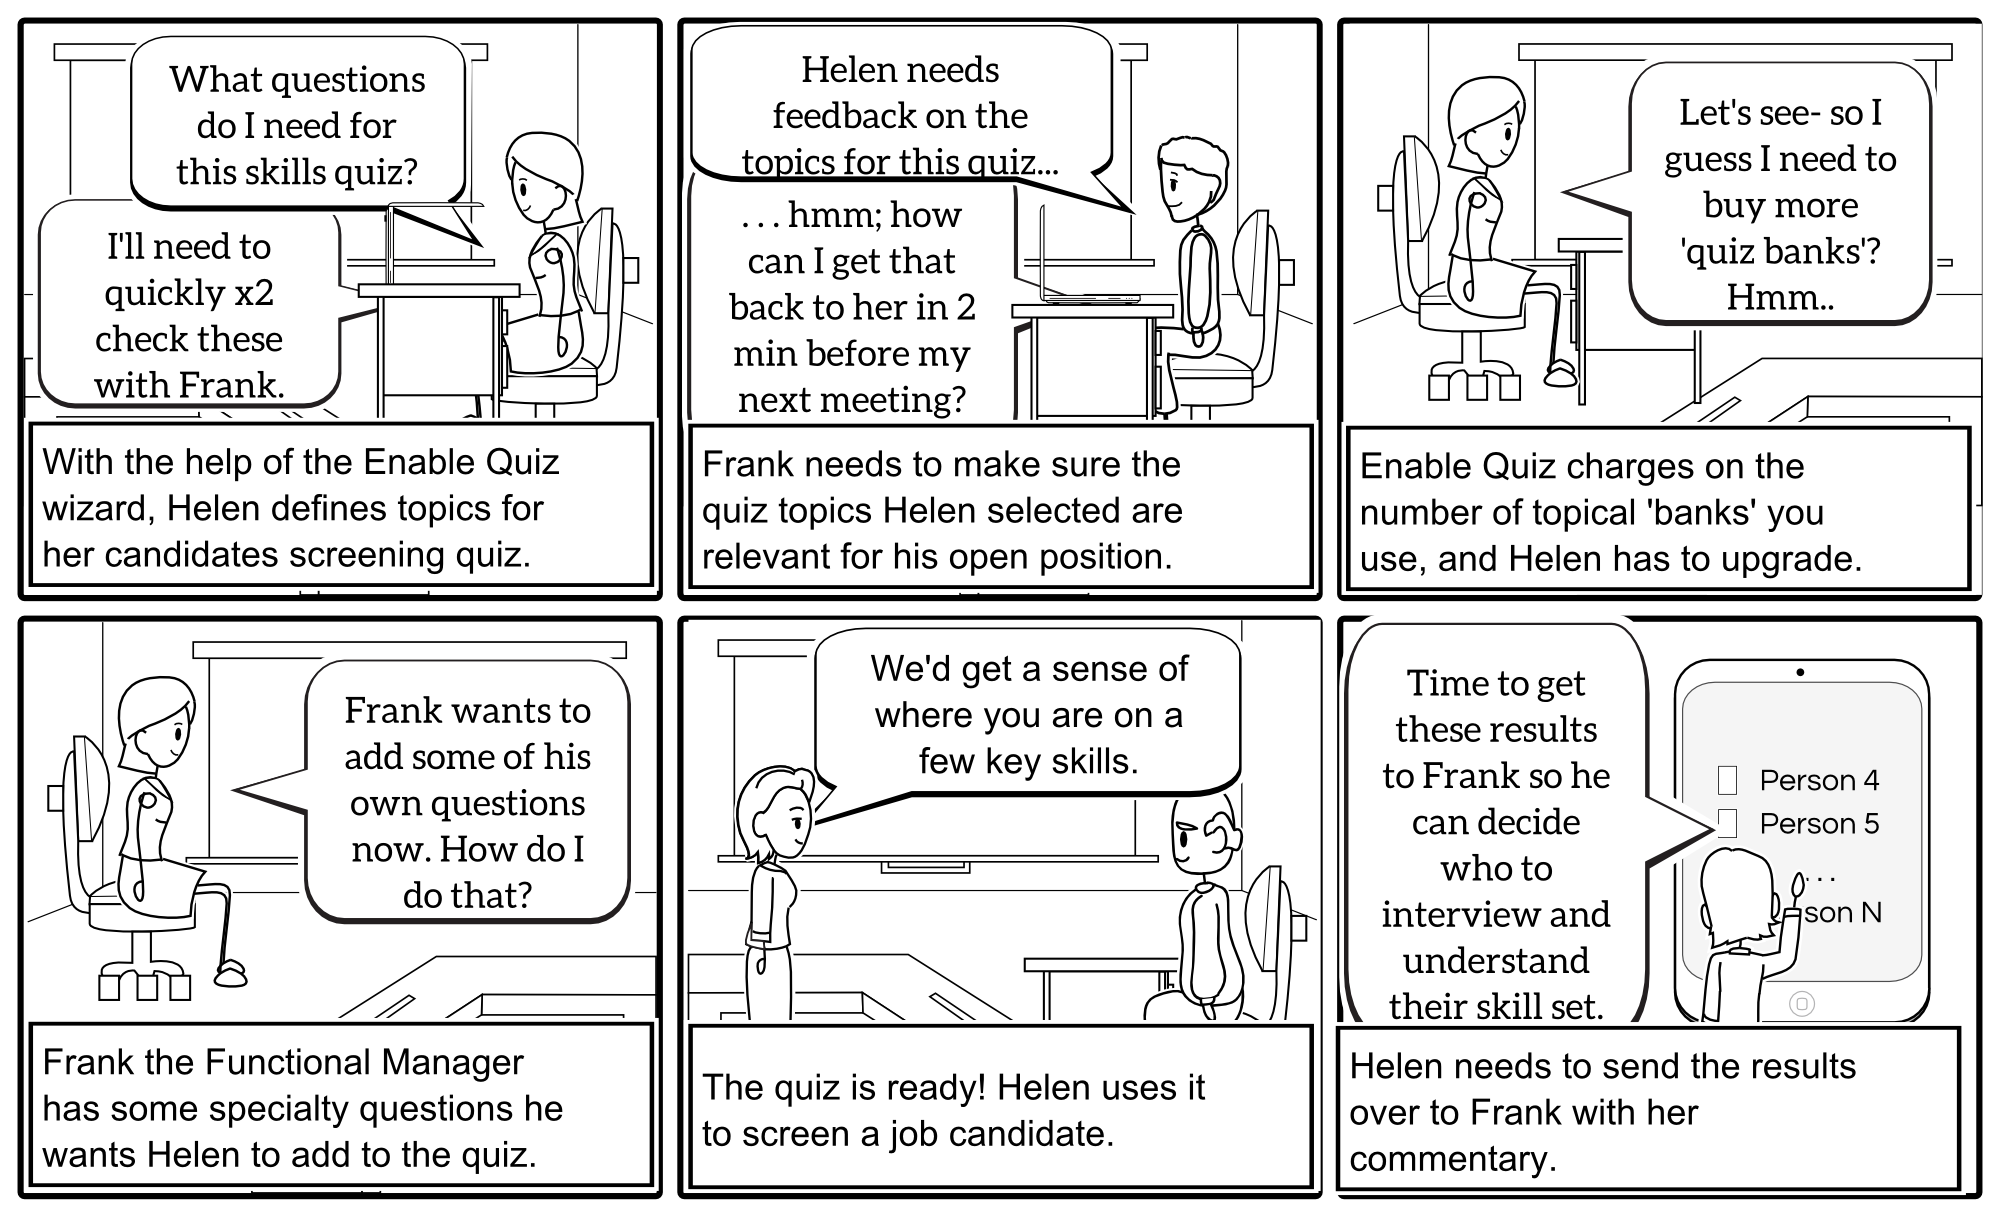 What questions
do I need for
this skills quiz?
I'll need to
quickly x2
check these
with Frank.
With the help of the Enable Quiz
wizard, Helen defines topics for
her candidates screening quiz.
Helen needs
feedback on the
topics for this quiz...
...hmm; how
can I get that
back to her in 2
min before my
next meeting?
Frank needs to make sure the
quiz topics Helen selected are
relevant for his open position.
Let's see- so I
guess I need to
buy more
'quiz banks'?
Hmm..
Enable Quiz charges on the
number of topical 'banks' you
use, and Helen has to upgrade.
Frank wants to
add some of his
own questions
now. How do I
do that?
Frank the Functional Manager
has some specialty questions he
wants Helen to add to the quiz.
We'd get a sense of
where you are on a
few key skills.
The quiz is ready! Helen uses it
to screen a job candidate.
Time to get
these results
to Frank so he
can decide
who to
interview and
understand
their skill set.
Person 4
Person 5
...
son N
Helen needs to send the results
over to Frank with her
commentary.